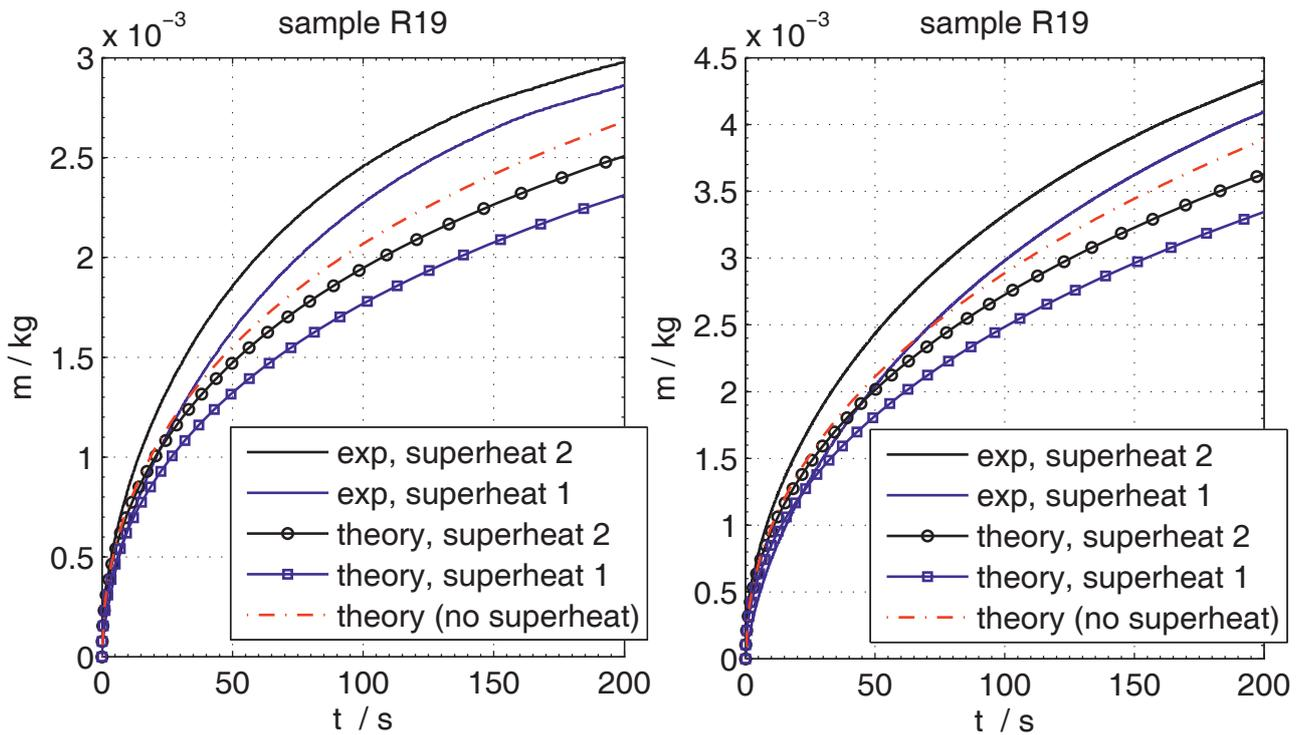 x 10⁻³
sample R19
3
2.5
2
1.5
1
0.5
0
m / kg
exp, superheat 2
exp, superheat 1
theory, superheat 2
theory, superheat 1
theory (no superheat)
0 50 100 150 200
t / s
x 10⁻³
sample R19
4.5
4
3.5
3
2.5
2
1.5
1
0.5
0
m / kg
exp, superheat 2
exp, superheat 1
theory, superheat 2
theory, superheat 1
theory (no superheat)
0 50 100 150 200
t / s